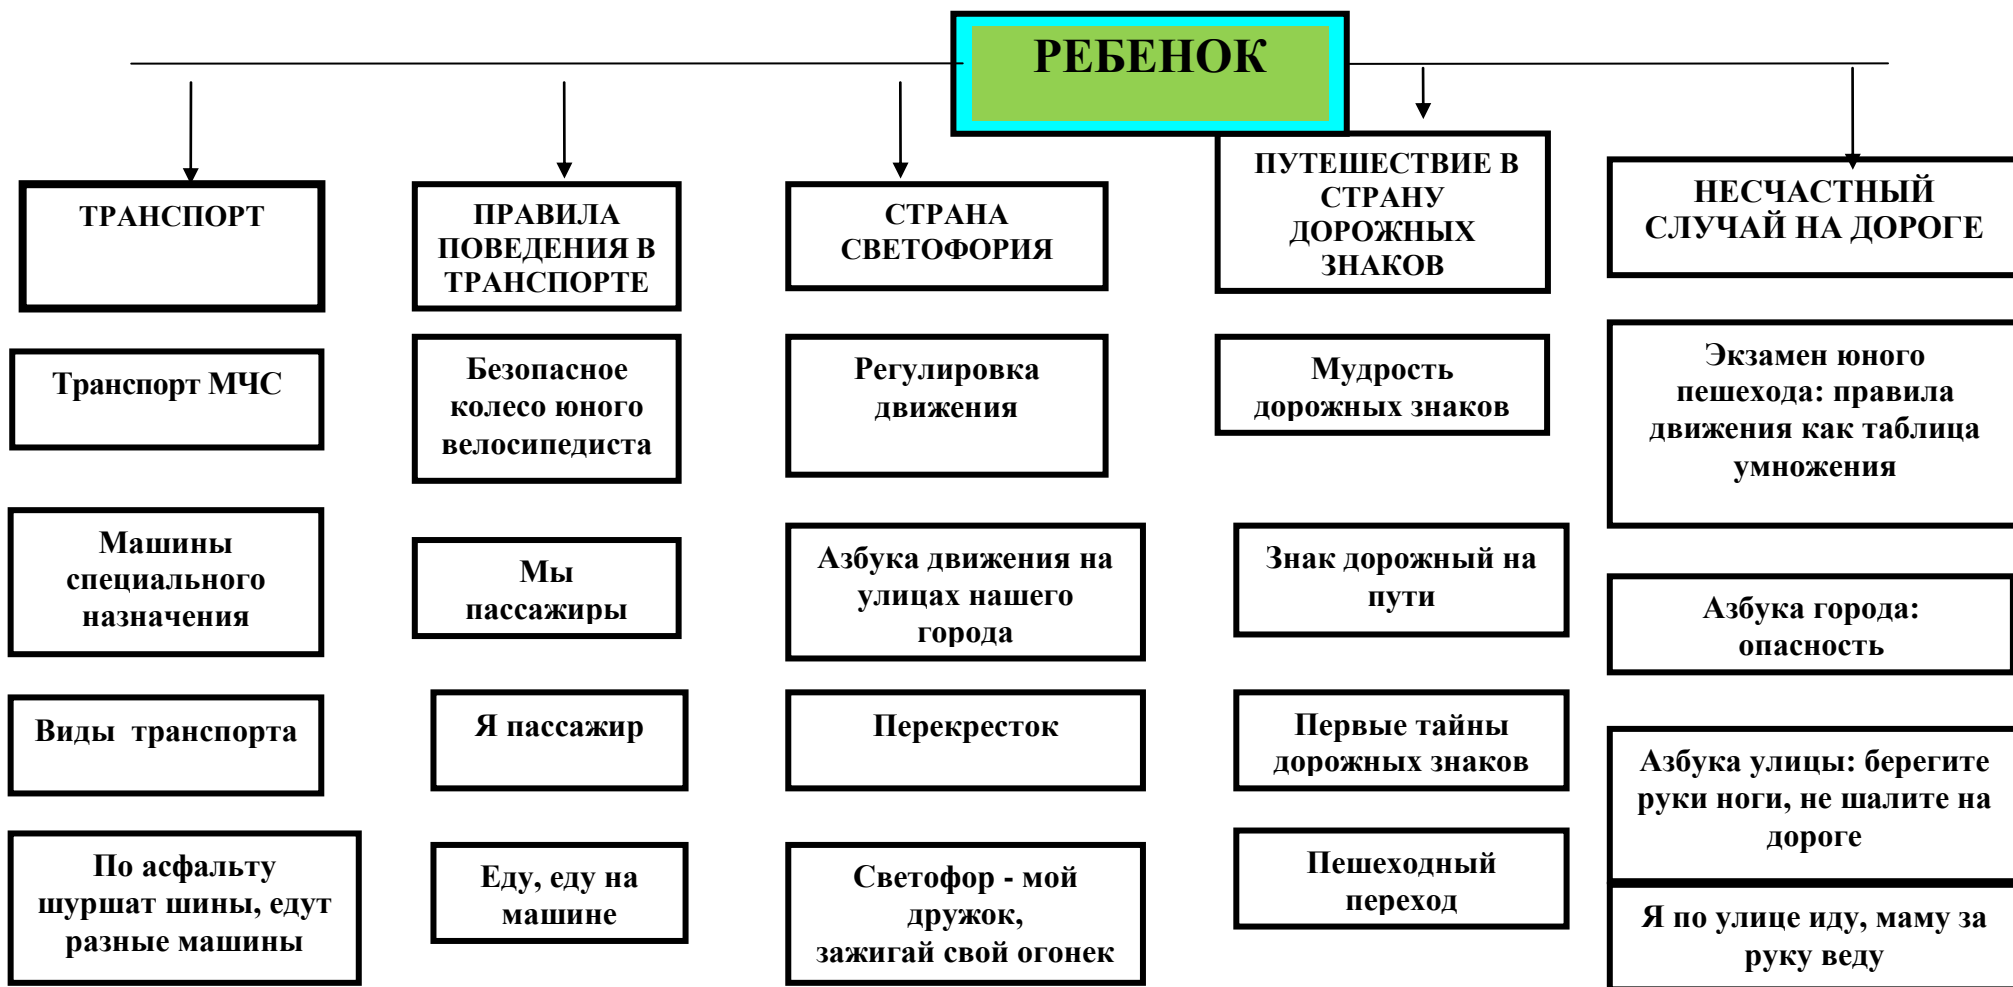 РЕБЕНОК
ТРАНСПОРТ
Транспорт МЧС
Машины
специального
назначения
Виды транспорта
По асфальту
шуршат шины, едут
разные машины
ПРАВИЛА
ПОВЕДЕНИЯ В
ТРАНСПОРТЕ
Безопасное
колесо юного
велосипедиста
Мы
пассажиры
Я пассажир
Еду, еду на
машине
СТРАНА
СВЕТОФОРИЯ
Регулировка
движения
Азбука движения на
улицах нашего
города
Перекресток
Светофор - мой
дружок,
зажигай свой огонек
ПУТЕШЕСТВИЕ В
СТРАНУ
ДОРОЖНЫХ
ЗНАКОВ
Мудрость
дорожных знаков
Знак дорожный на
пути
Первые тайны
дорожных знаков
Пешеходный
переход
НЕСЧАСТНЫЙ
СЛУЧАЙ НА ДОРОГЕ
Экзамен юного
пешехода: правила
движения как таблица
умножения
Азбука города:
опасность
Азбука улицы: берегите
руки ноги, не шалите на
дороге
Я по улице иду, маму за
руку веду